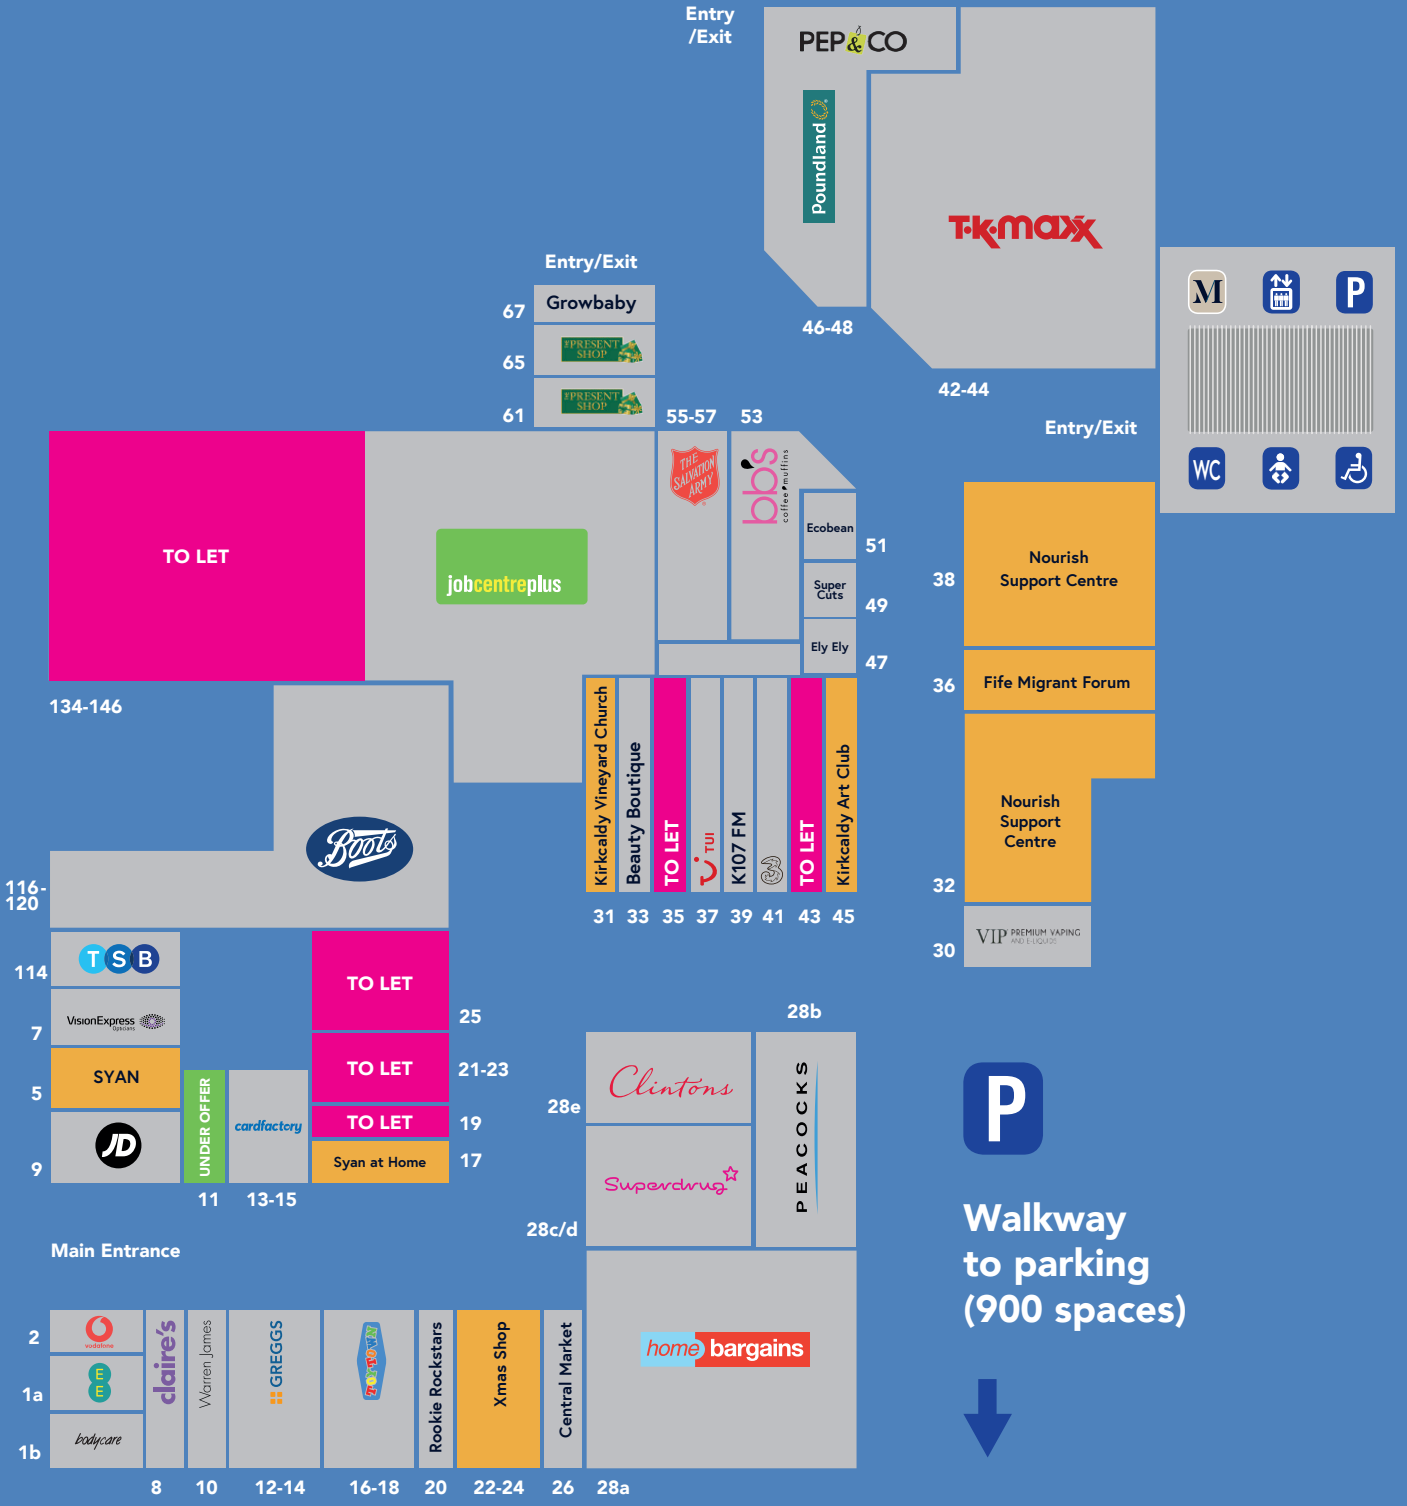 Entry
/Exit
PEP & CO
Poundland
T·K·maxx
46-48
42-44
Entry/Exit
M
P
WC
Entry/Exit
67
Growbaby
65
THE PRESENT
SHOP
61
THE PRESENT
SHOP
55-57
53
TO LET
134-146
jobcentreplus
THE
SALVATION
ARMY
bb's
coffee muffins
Ecobean
51
Super
Cuts
49
Ely Ely
47
38
Nourish
Support Centre
36
Fife Migrant Forum
Nourish
Support
Centre
32
30
VIP PREMIUM VAPING
AND E-LIQUIDS
Kirkcaldy Vineyard Church
Beauty Boutique
TO LET
TUI
K107 FM
3
TO LET
Kirkcaldy Art Club
31
33
35
37
39
41
43
45
Boots
116-
120
114
TSB
7
VisionExpress
Opticians
5
SYAN
9
JD
UNDER OFFER
11
cardfactory
13-15
TO LET
25
TO LET
21-23
TO LET
19
Syan at Home
17
28b
28e
Clintons
28c/d
Superdrug
PEACOCKS
P
Walkway
to parking
(900 spaces)
Main Entrance
2
vodafone
1a
EE
1b
bodycare
claire's
Warren James
GREGGS
TOYTOWN
Rookie Rockstars
Xmas Shop
Central Market
home bargains
8
10
12-14
16-18
20
22-24
26
28a